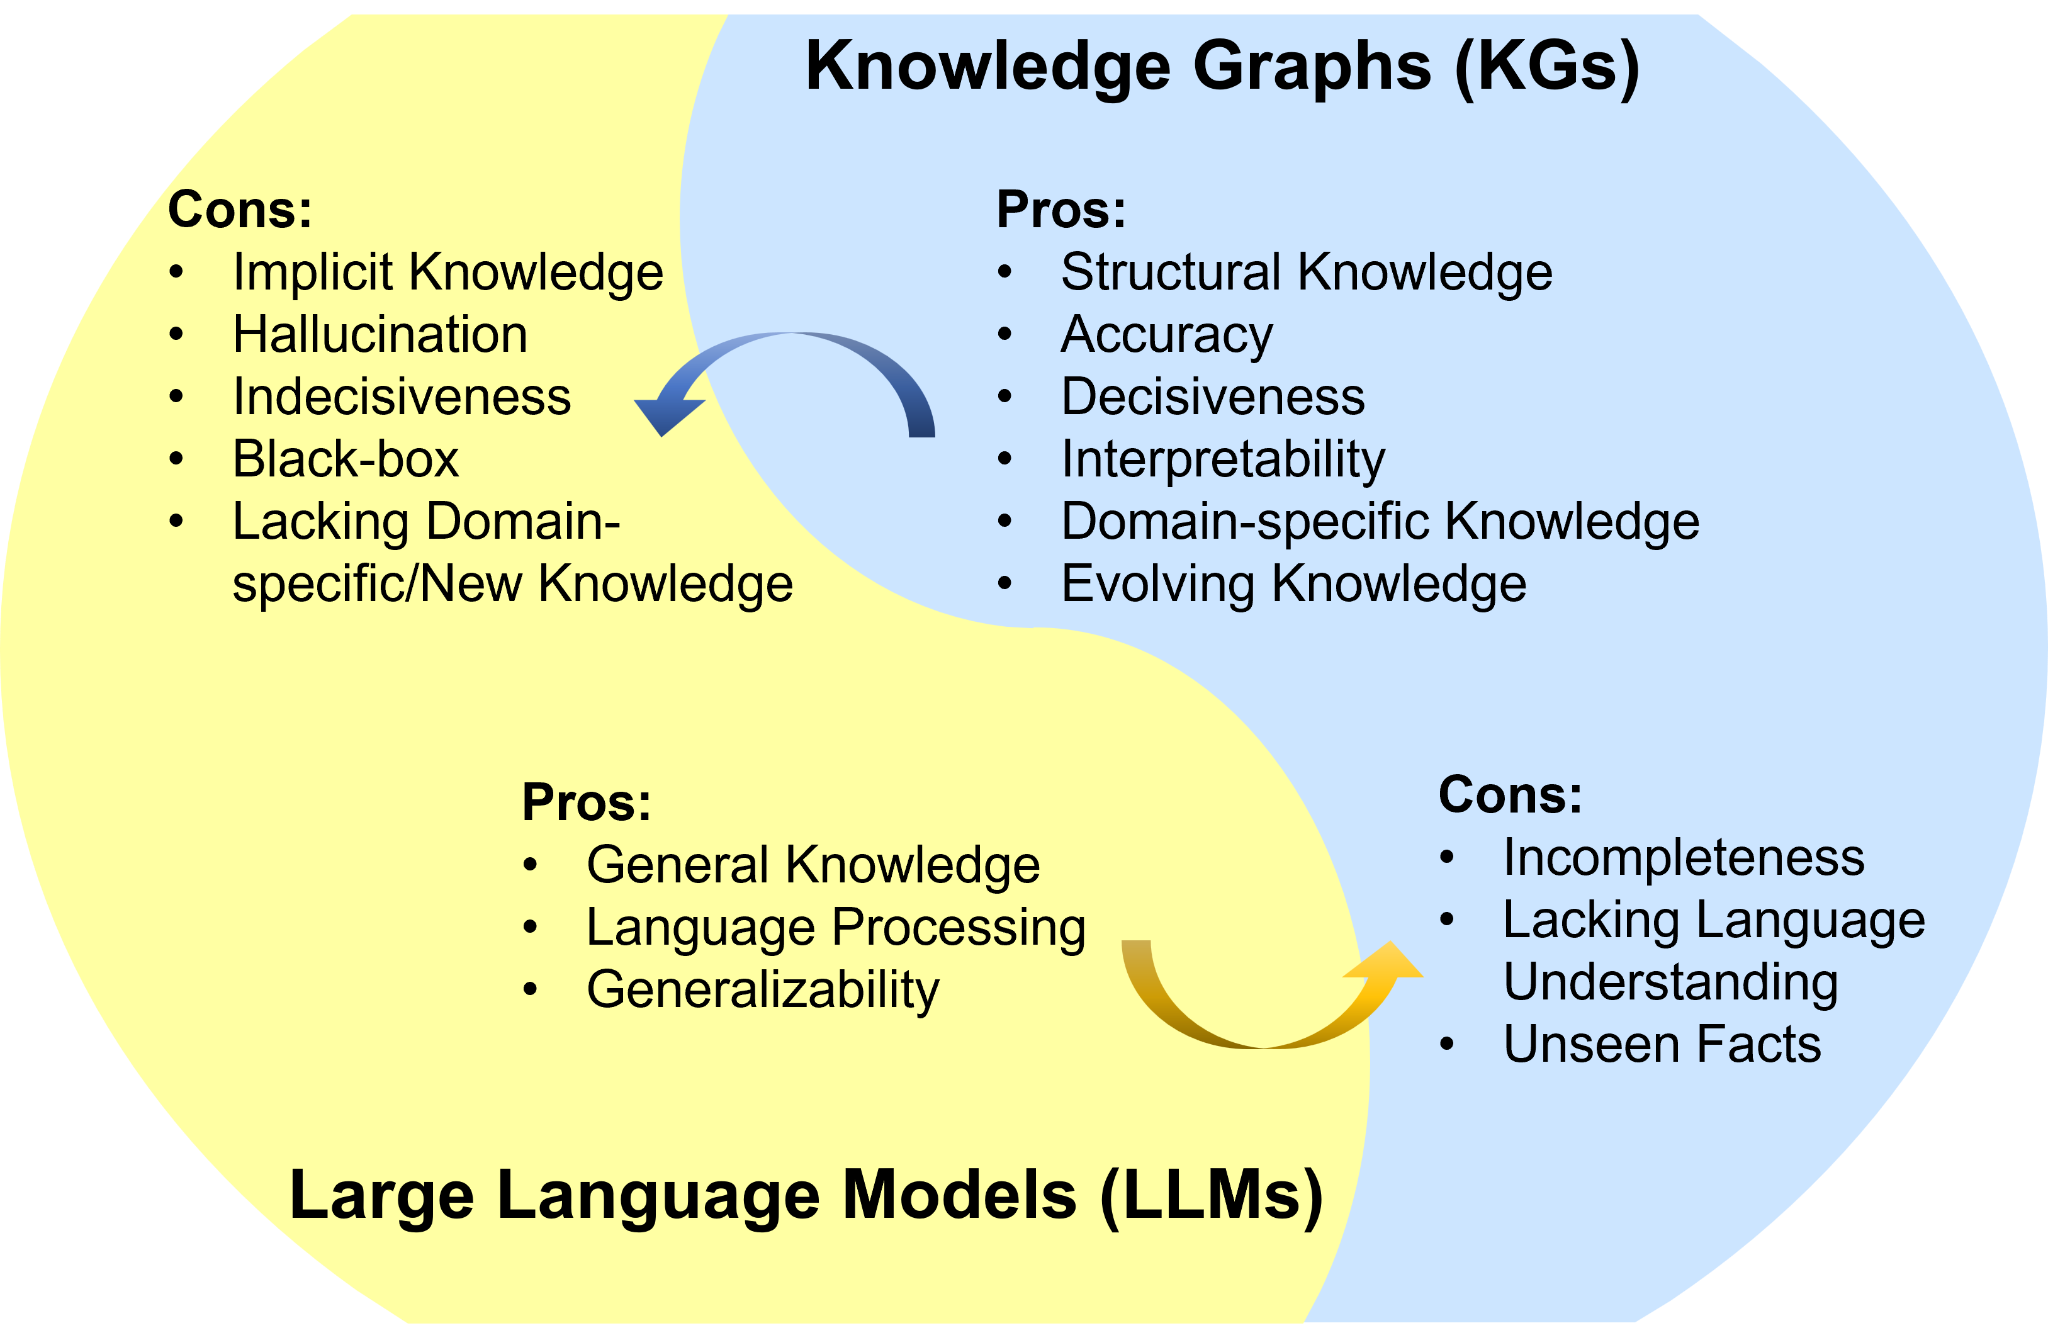 Knowledge Graphs (KGs)
Cons:
• Implicit Knowledge
• Hallucination
• Indecisiveness
• Black-box
• Lacking Domain-
specific/New Knowledge
Pros:
• Structural Knowledge
• Accuracy
• Decisiveness
• Interpretability
• Domain-specific Knowledge
• Evolving Knowledge
Pros:
• General Knowledge
• Language Processing
• Generalizability
Cons:
• Incompleteness
• Lacking Language
Understanding
• Unseen Facts
Large Language Models (LLMs)